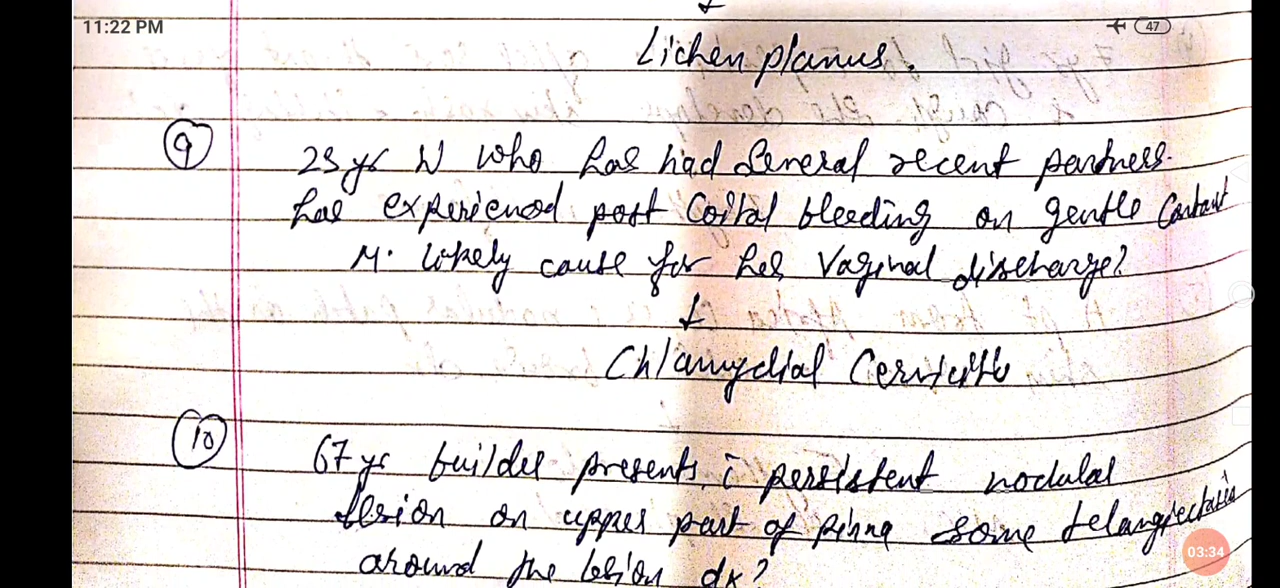 11:22 PM
47
Lichen planus.
9
23 yr W who has had several recent partners.
has experienced post coital bleeding on gentle contact
M. likely cause for her vaginal discharge?
↓
Chlamydial Cervicitis
10
67 yr builder presents c̄ persistent nodular
lesion on upper part of pinna some telangiectasis
around the lesion dx?
03:34